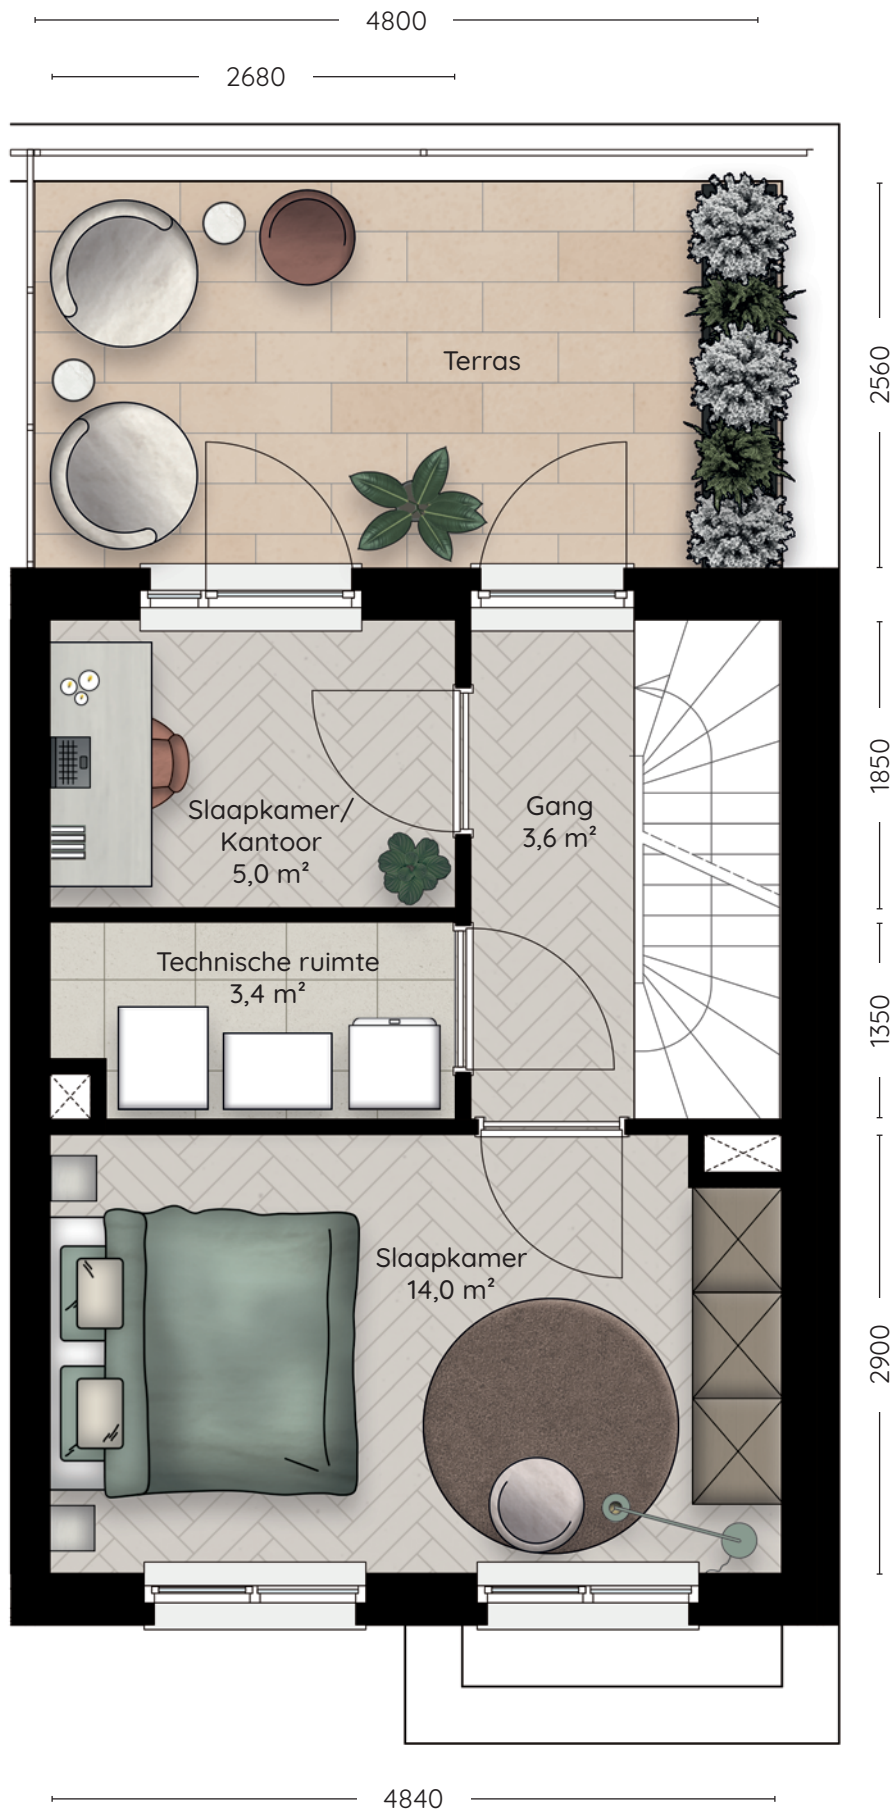 4800
2680
Terras
2560
Slaapkamer/
Kantoor
5,0 m²
Gang
3,6 m²
1850
Technische ruimte
3,4 m²
1350
Slaapkamer
14,0 m²
2900
4840